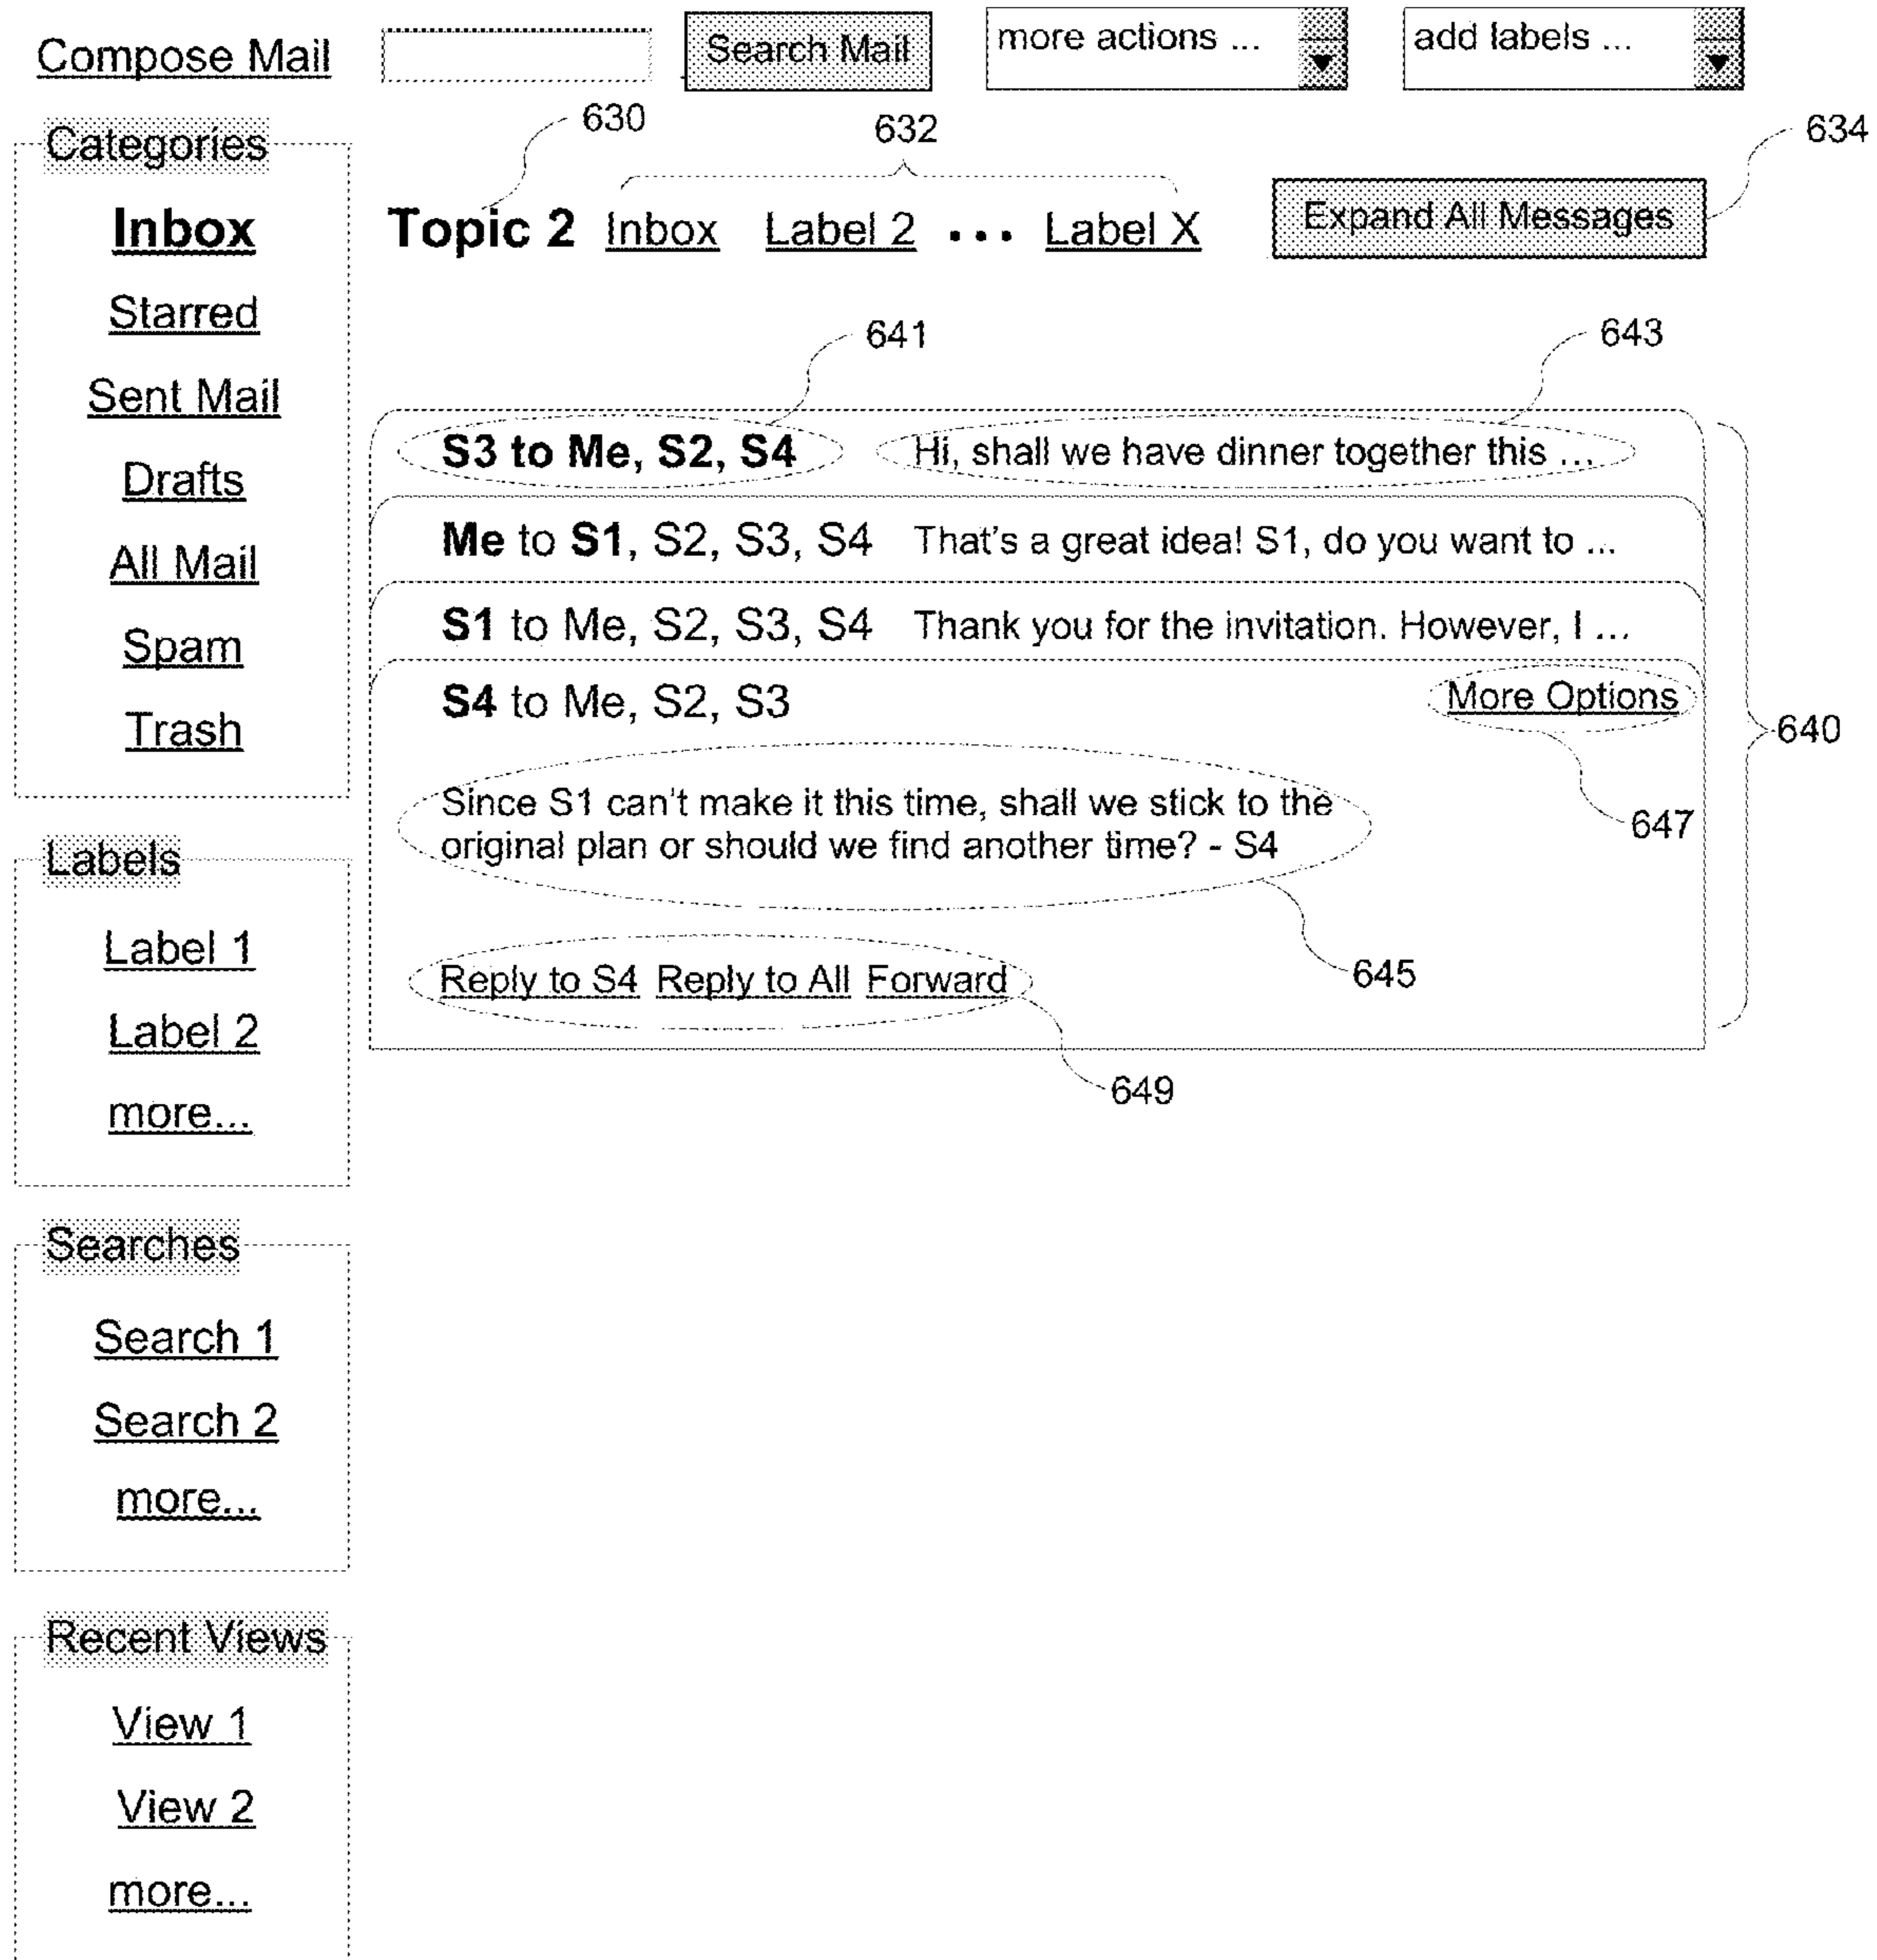 Compose Mail Search Mail more actions ... add labels ...
630 632 634
Categories
Inbox
Starred
Sent Mail
Drafts
All Mail
Spam
Trash
Labels
Label 1
Label 2
more...
Searches
Search 1
Search 2
more...
Recent Views
View 1
View 2
more...
Topic 2 Inbox Label 2 ... Label X Expand All Messages
641 643
S3 to Me, S2, S4 Hi, shall we have dinner together this ...
Me to S1, S2, S3, S4 That's a great idea! S1, do you want to ...
S1 to Me, S2, S3, S4 Thank you for the invitation. However, I ...
S4 to Me, S2, S3 More Options
640
647
Since S1 can't make it this time, shall we stick to the
original plan or should we find another time? - S4
645
Reply to S4 Reply to All Forward
649